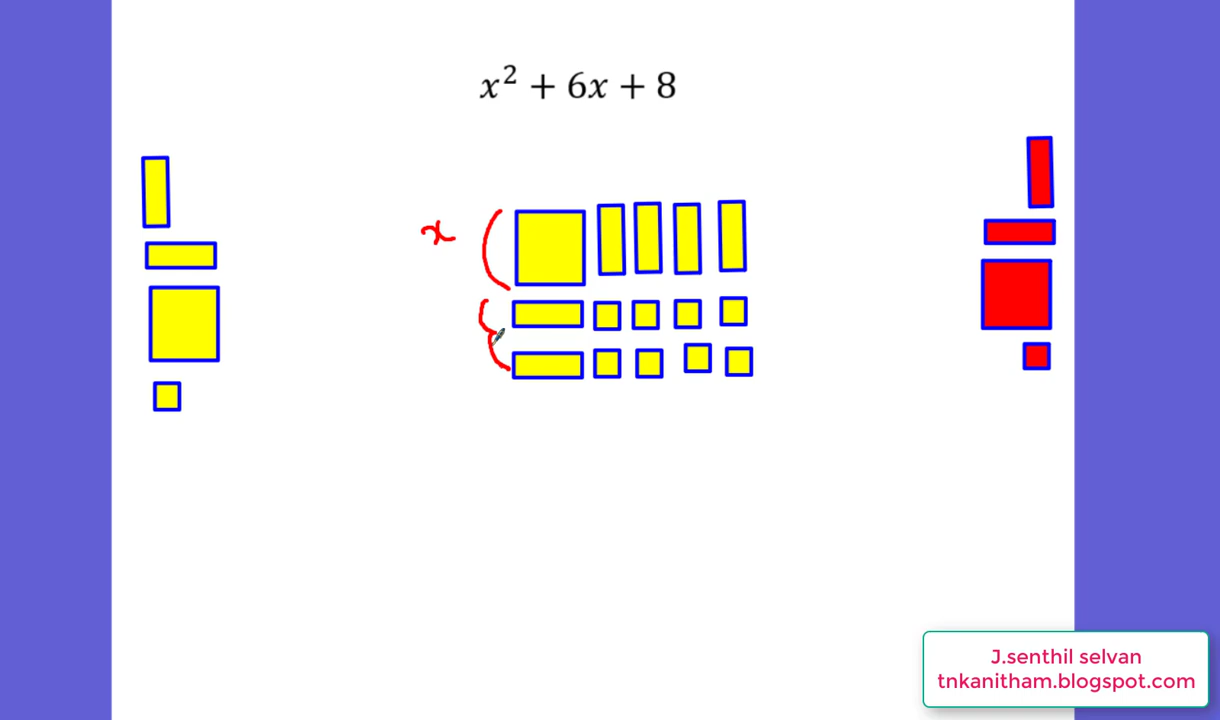 x² + 6x + 8
x
J.senthil selvan
tnkanitham.blogspot.com